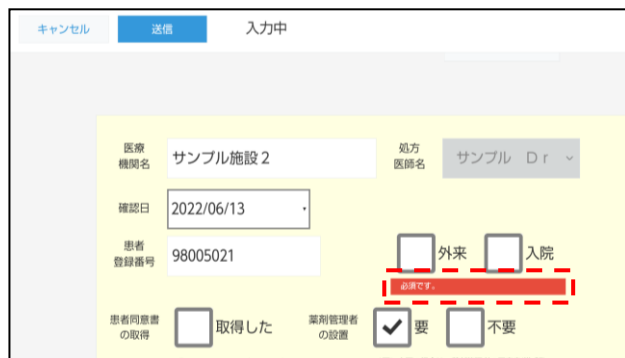 キャンセル 送信 入力中
医療
機関名 サンプル施設2 処方
医師名 サンプル Dr
確認日 2022/06/13
患者
登録番号 98005021 外来 入院
必須です。
患者同意書
の取得 取得した 薬剤管理者
の設置 要 不要